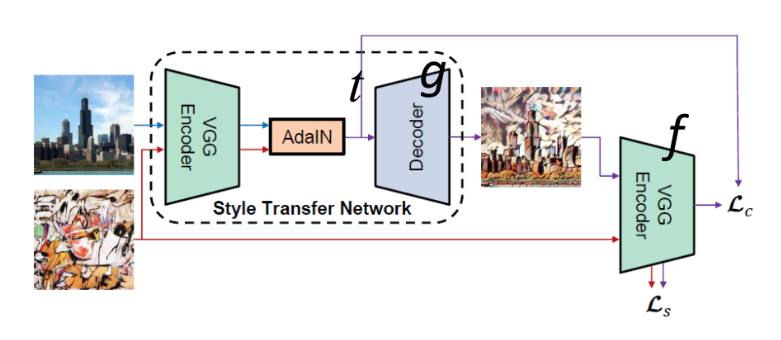 t
g
f
VGG
Encoder
AdaIN
Decoder
Style Transfer Network
VGG
Encoder
ℒc
ℒs